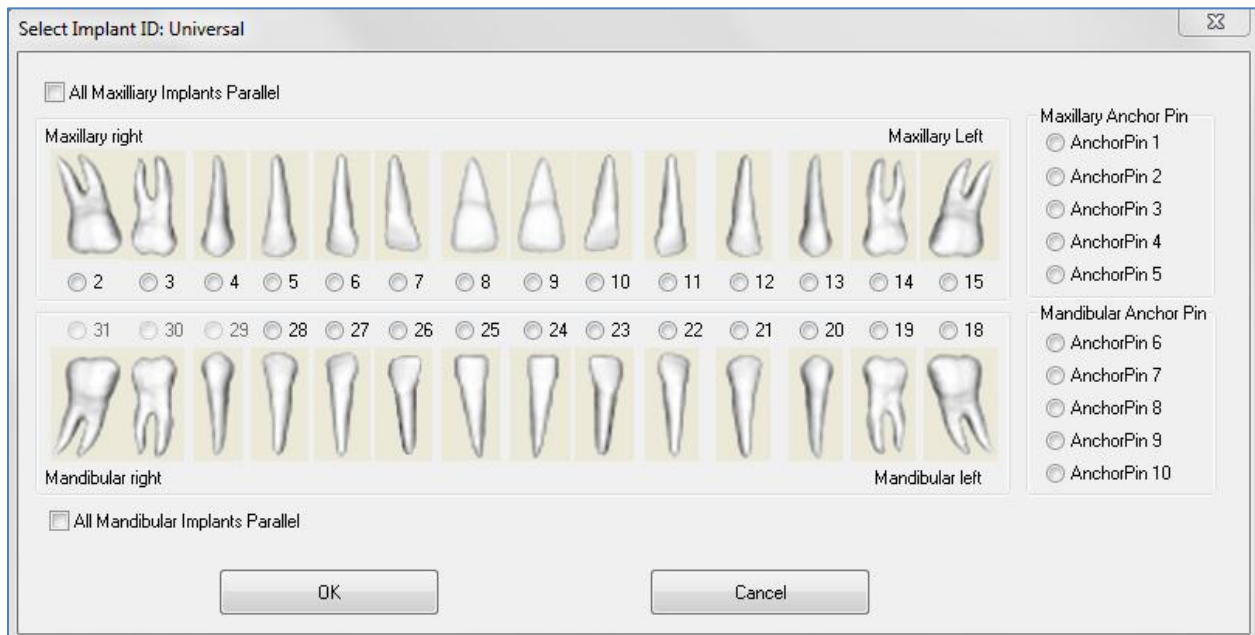 Select Implant ID: Universal
All Maxilliary Implants Parallel
Maxillary right Maxillary Left
2 3 4 5 6 7 8 9 10 11 12 13 14 15
31 30 29 28 27 26 25 24 23 22 21 20 19 18
Mandibular right Mandibular left
All Mandibular Implants Parallel
Maxillary Anchor Pin
AnchorPin 1
AnchorPin 2
AnchorPin 3
AnchorPin 4
AnchorPin 5
Mandibular Anchor Pin
AnchorPin 6
AnchorPin 7
AnchorPin 8
AnchorPin 9
AnchorPin 10
OK Cancel